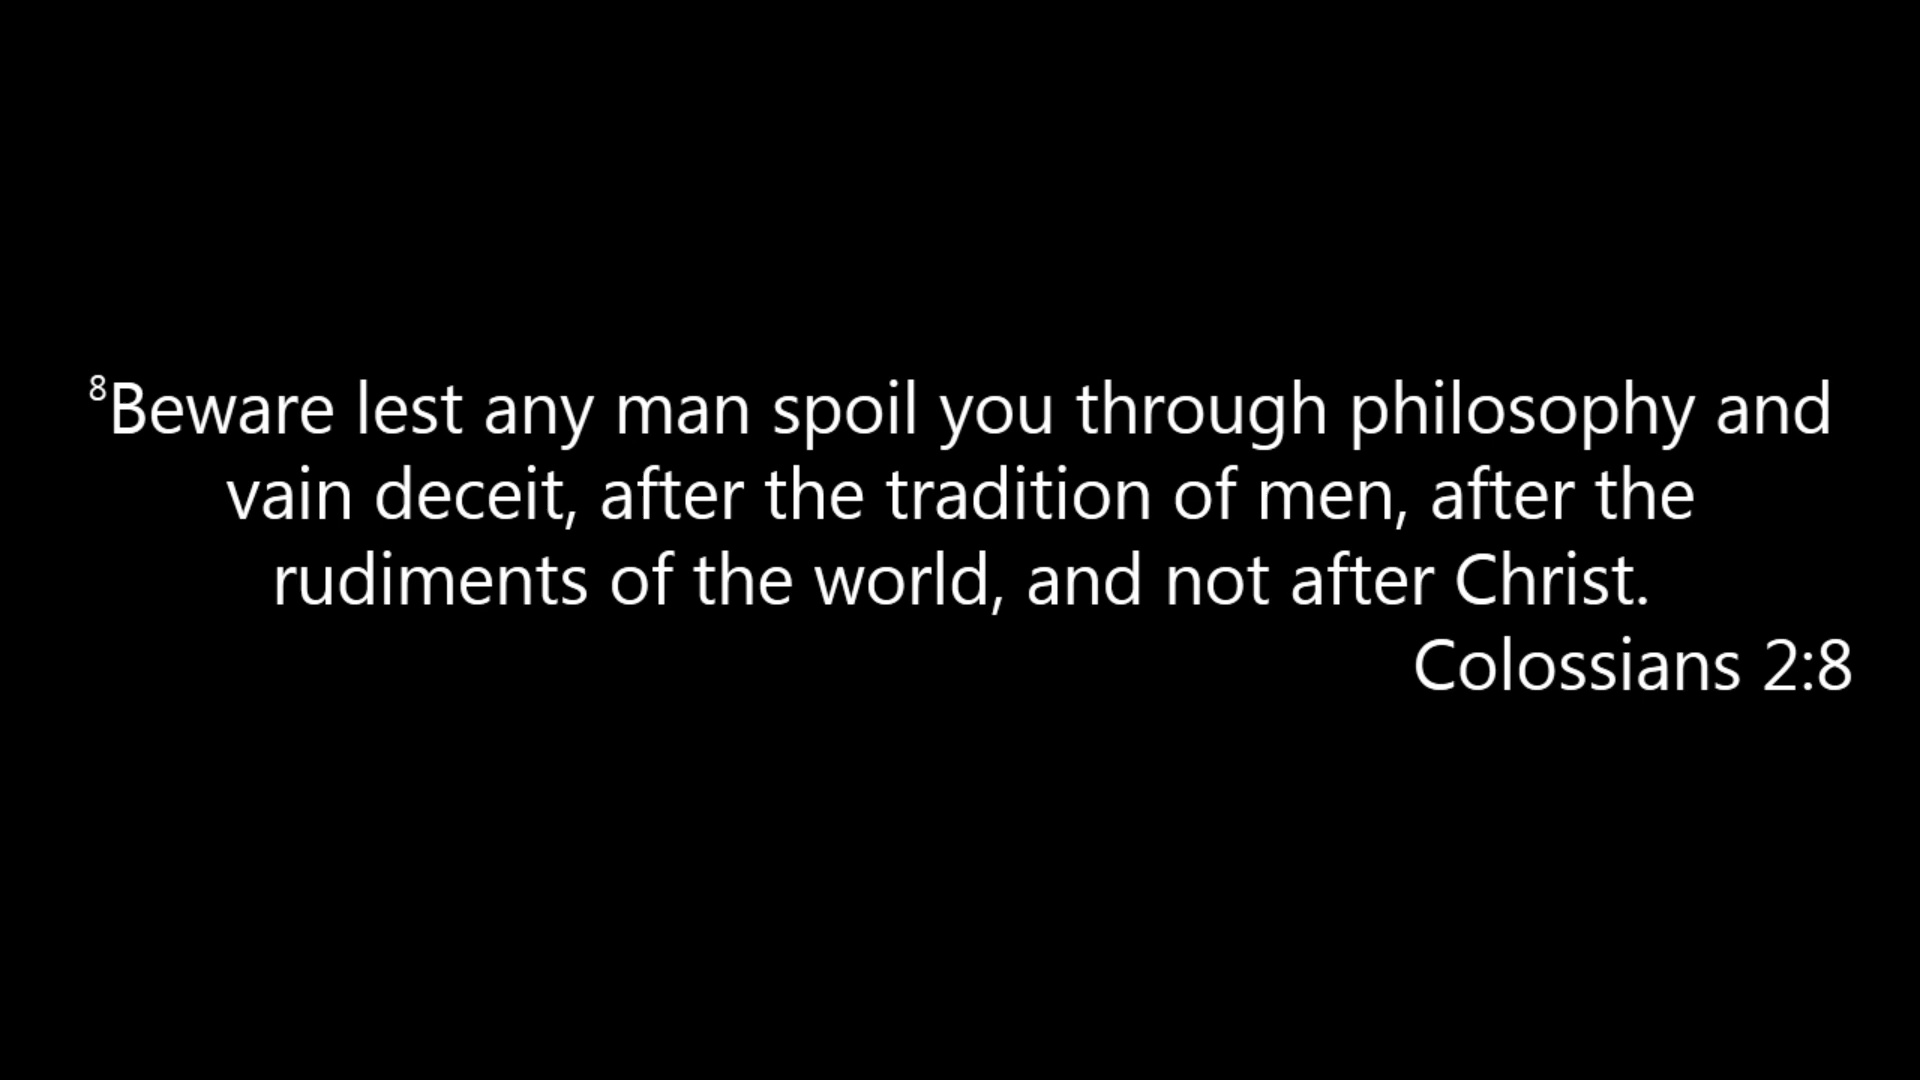 ⁸Beware lest any man spoil you through philosophy and
vain deceit, after the tradition of men, after the
rudiments of the world, and not after Christ.
Colossians 2:8